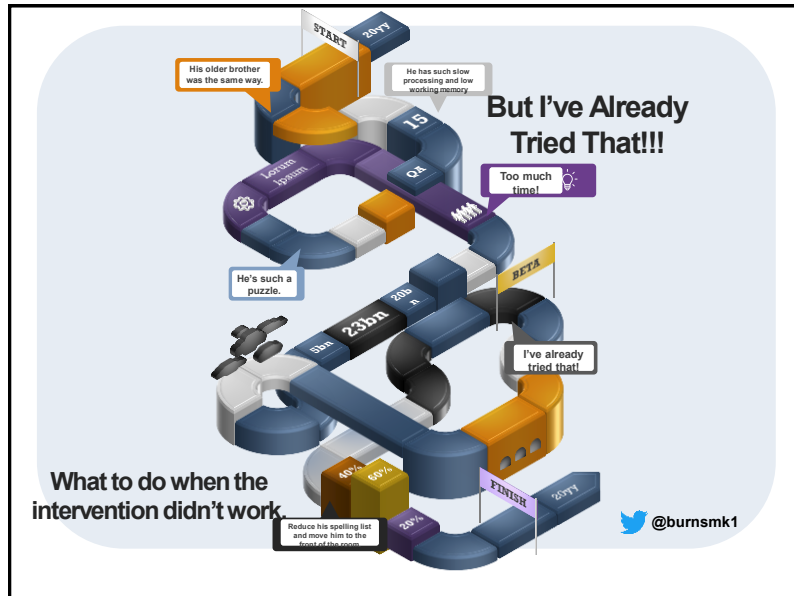 20yy
START
His older brother
was the same way.
He has such slow
processing and low
working memory
But I've Already
Tried That!!!
15
Lorum
Ipsum
QA
Too much
time!
He's such a
puzzle.
BETA
20b
n
23bn
5bn
I've already
tried that!
What to do when the
intervention didn't work.
40%
60%
20%
FINISH
20yy
Reduce his spelling list
and move him to the
front of the room
@burnsmk1